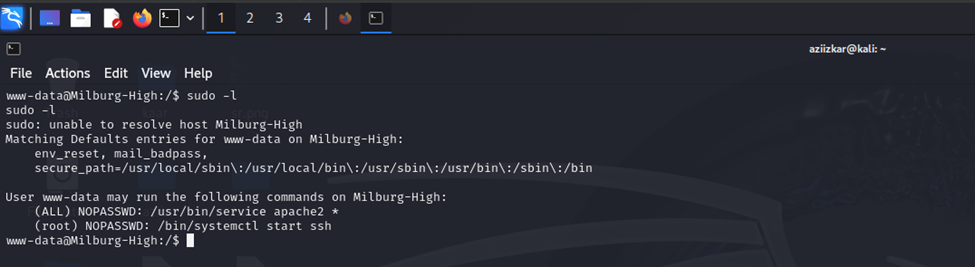 1 2 3 4
aziizkar@kali: ~
File Actions Edit View Help
www-data@Milburg-High:/$ sudo -l
sudo -l
sudo: unable to resolve host Milburg-High
Matching Defaults entries for www-data on Milburg-High:
    env_reset, mail_badpass,
    secure_path=/usr/local/sbin\:/usr/local/bin\:/usr/sbin\:/usr/bin\:/sbin\:/bin

User www-data may run the following commands on Milburg-High:
    (ALL) NOPASSWD: /usr/bin/service apache2 *
    (root) NOPASSWD: /bin/systemctl start ssh
www-data@Milburg-High:/$